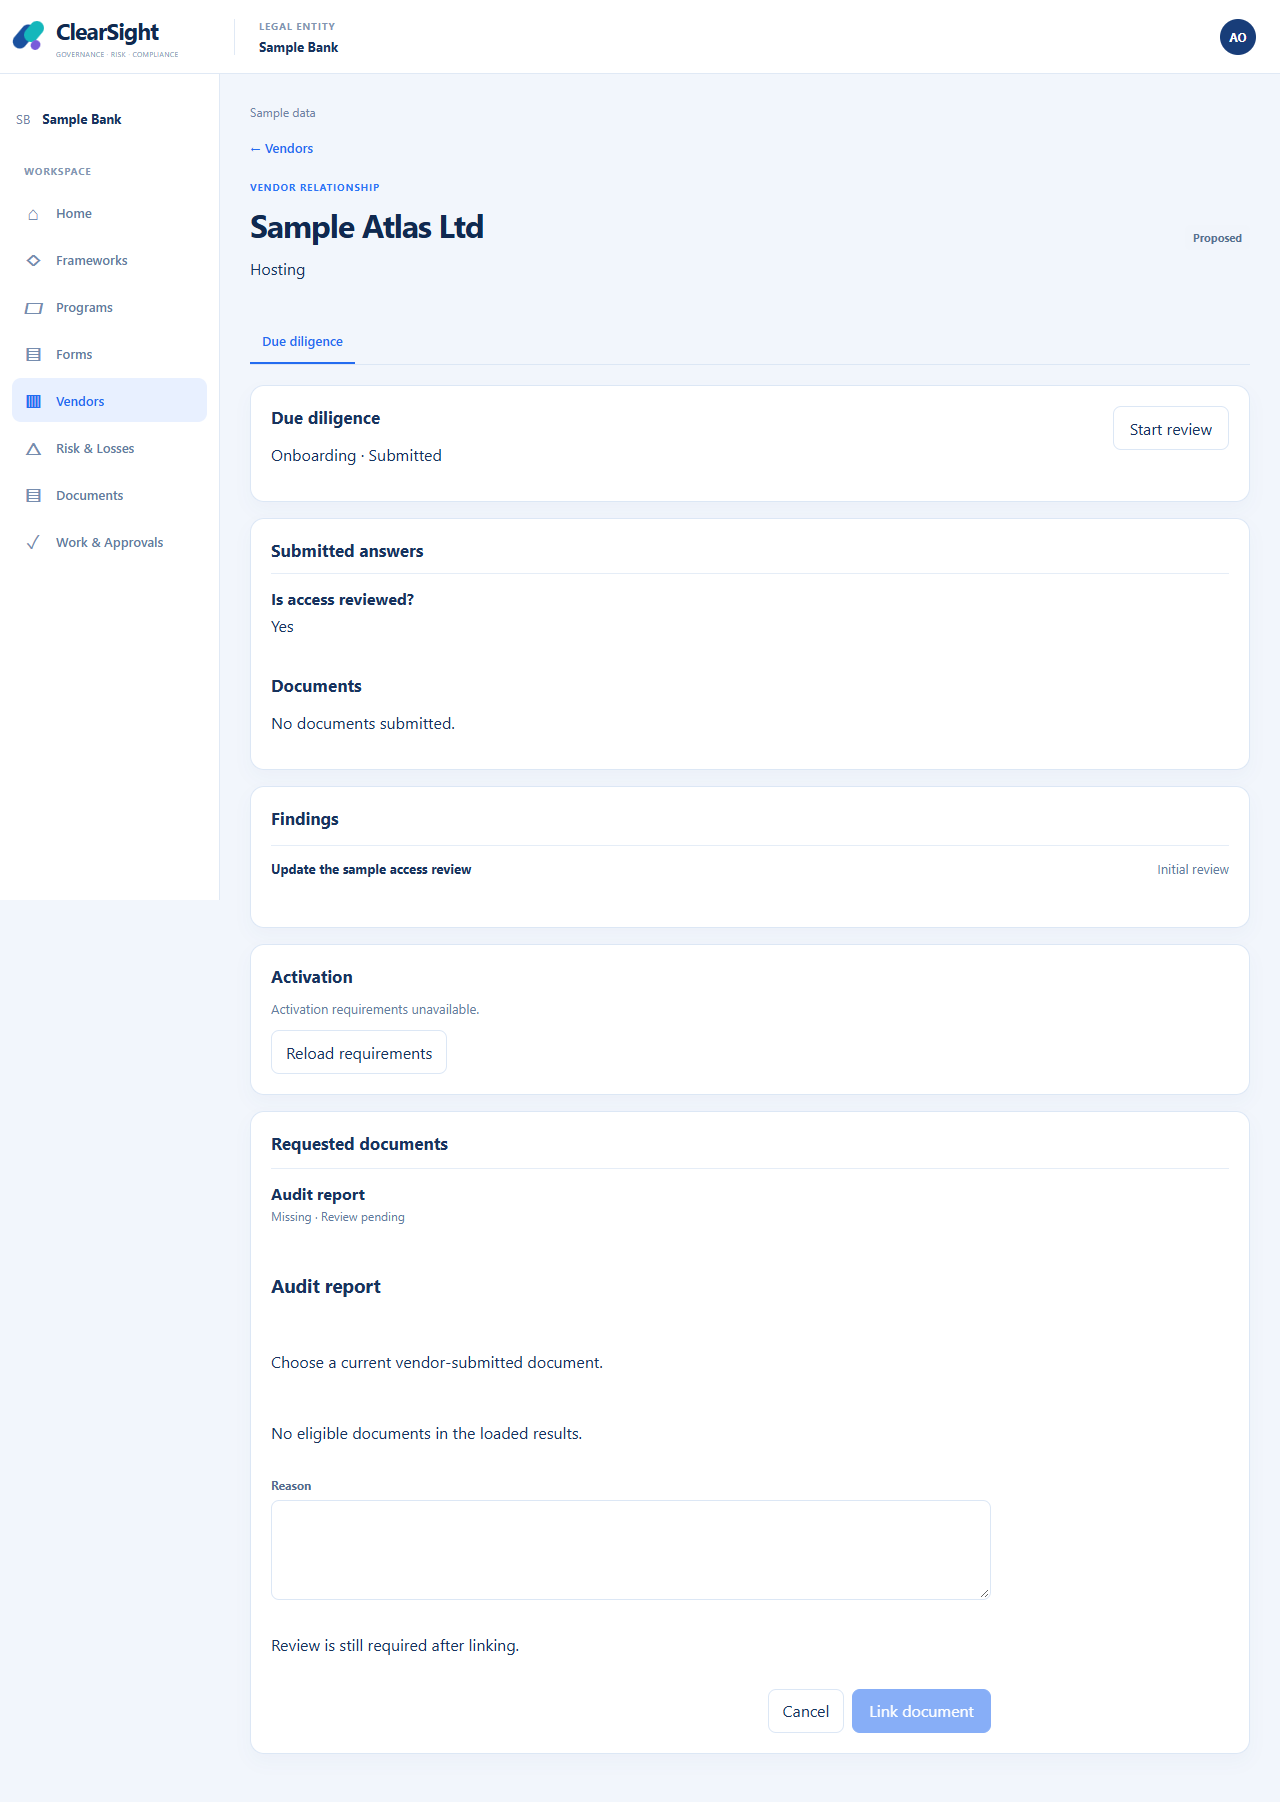 ClearSight
GOVERNANCE · RISK · COMPLIANCE
LEGAL ENTITY
Sample Bank
AO
SB Sample Bank
WORKSPACE
Home
Frameworks
Programs
Forms
Vendors
Risk & Losses
Documents
Work & Approvals
Sample data
← Vendors
VENDOR RELATIONSHIP
Sample Atlas Ltd
Proposed
Hosting
Due diligence
Due diligence
Start review
Onboarding · Submitted
Submitted answers
Is access reviewed?
Yes
Documents
No documents submitted.
Findings
Update the sample access review
Initial review
Activation
Activation requirements unavailable.
Reload requirements
Requested documents
Audit report
Missing · Review pending
Audit report
Choose a current vendor-submitted document.
No eligible documents in the loaded results.
Reason
Review is still required after linking.
Cancel
Link document